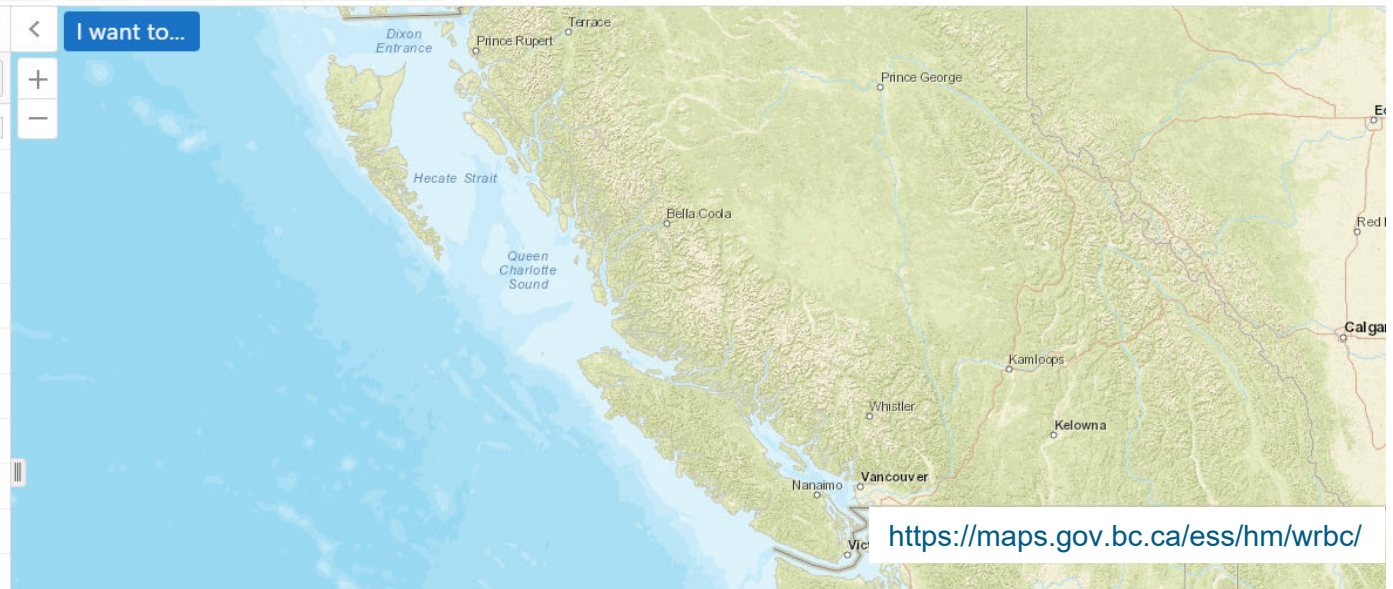 I want to...
Terrace
Dixon
Entrance
Prince Rupert
Prince George
Hecate Strait
Bella Coola
Queen
Charlotte
Sound
Kamloops
Whistler
Kelowna
Vancouver
Nanaimo
https://maps.gov.bc.ca/ess/hm/wrbc/